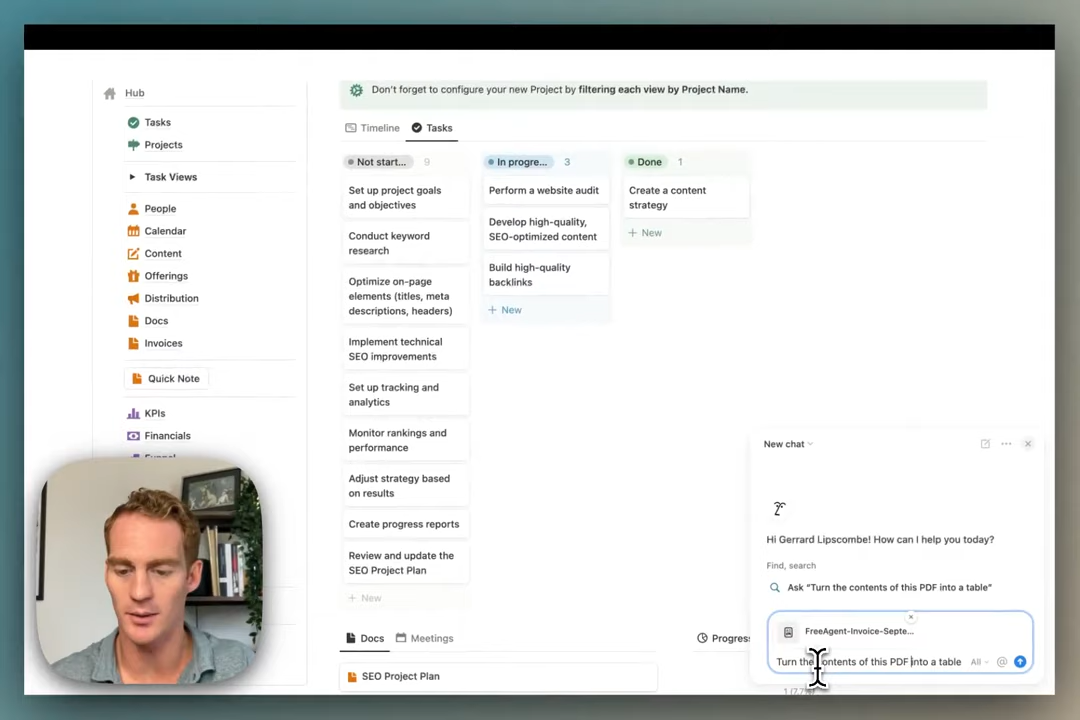 Hub
Tasks
Projects
Task Views
People
Calendar
Content
Offerings
Distribution
Docs
Invoices
Quick Note
KPIs
Financials
Don't forget to configure your new Project by filtering each view by Project Name.
Timeline
Tasks
Not start... 9
Set up project goals
and objectives
Conduct keyword
research
Optimize on-page
elements (titles, meta
descriptions, headers)
Implement technical
SEO improvements
Set up tracking and
analytics
Monitor rankings and
performance
Adjust strategy based
on results
Create progress reports
Review and update the
SEO Project Plan
+ New
In progre... 3
Perform a website audit
Develop high-quality,
SEO-optimized content
Build high-quality
backlinks
+ New
Done 1
Create a content
strategy
+ New
Docs
Meetings
SEO Project Plan
Progress
New chat
Hi Gerrard Lipscombe! How can I help you today?
Find, search
Ask “Turn the contents of this PDF into a table”
FreeAgent-Invoice-Septe...
Turn the contents of this PDF into a table
All
@